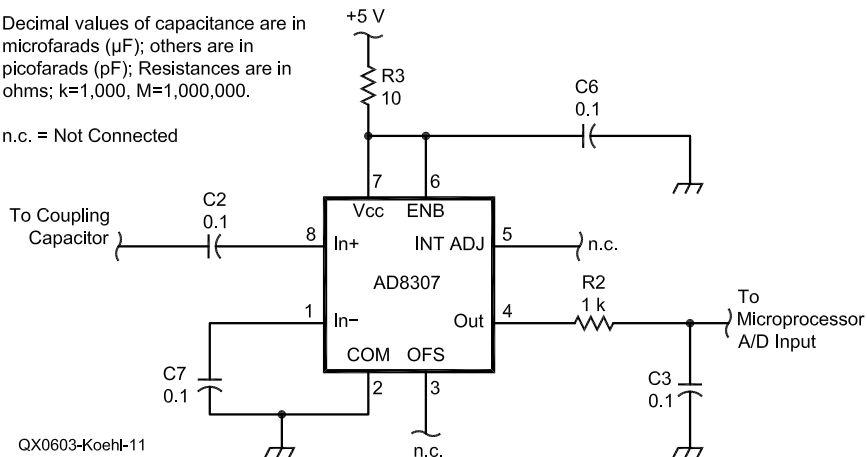 Decimal values of capacitance are in
microfarads (µF); others are in
picofarads (pF); Resistances are in
ohms; k=1,000, M=1,000,000.
n.c. = Not Connected
+5 V
R3
10
C6
0.1
7
6
Vcc
ENB
C2
0.1
To Coupling
Capacitor
8
In+
INT ADJ
5
n.c.
AD8307
R2
1 k
To
Microprocessor
A/D Input
1
In−
Out
4
COM
OFS
C7
0.1
2
3
C3
0.1
n.c.
QX0603-Koehl-11